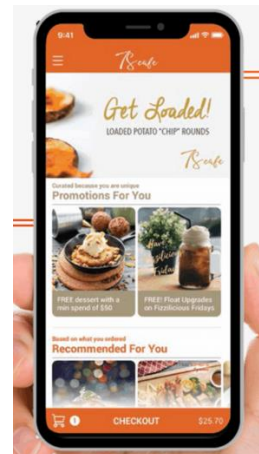 9:41
7's cafe
Get Loaded!
LOADED POTATO "CHIP" ROUNDS
7's cafe
Curated because you are unique
Promotions For You
FREE dessert with a
min spend of $50
FREE! Float Upgrades
on Fizzilicious Fridays
Based on what you ordered
Recommended For You
1
CHECKOUT
$25.70